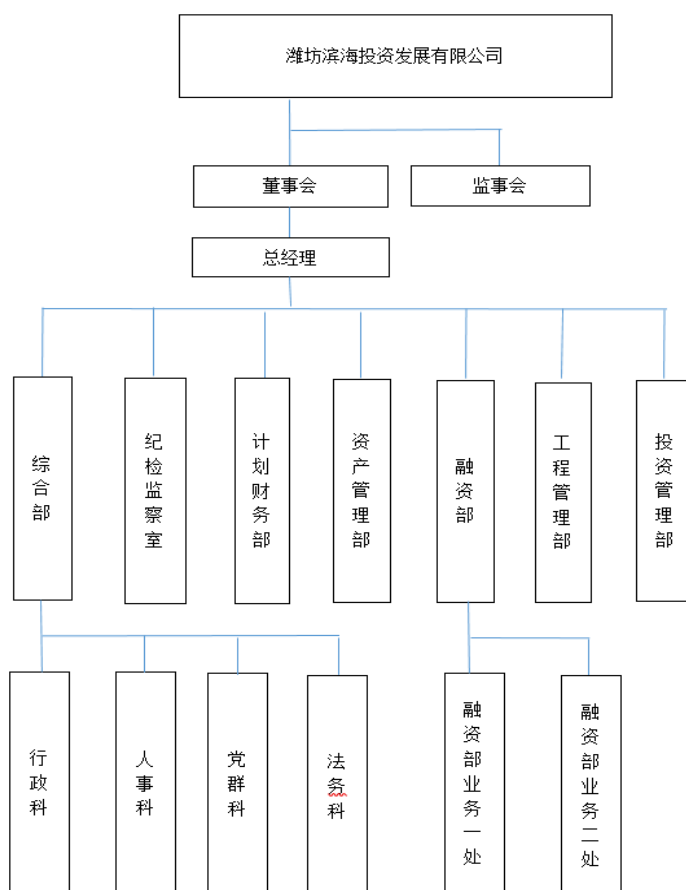 潍坊滨海投资发展有限公司
董事会
监事会
总经理
综合部
纪检监察室
计划财务部
资产管理部
融资部
工程管理部
投资管理部
行政科
人事科
党群科
法务科
融资部业务一处
融资部业务二处